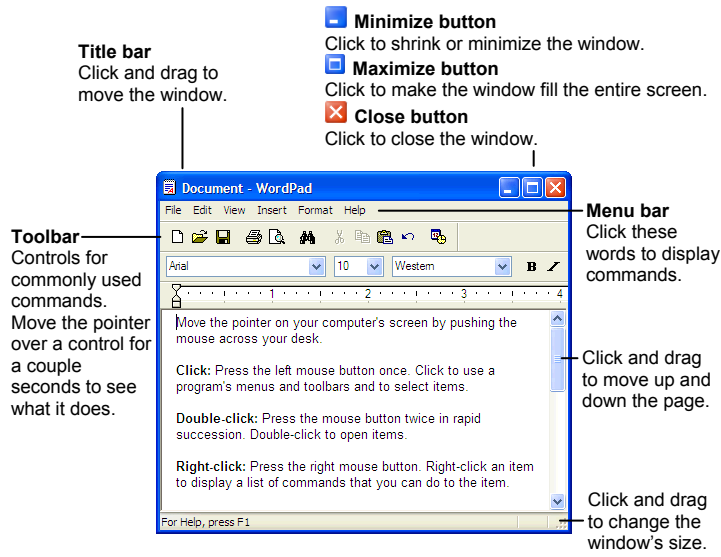 Minimize button
Click to shrink or minimize the window.
Maximize button
Click to make the window fill the entire screen.
Close button
Click to close the window.
Title bar
Click and drag to
move the window.
Document - WordPad
File Edit View Insert Format Help
Menu bar
Click these
words to display
commands.
Toolbar
Controls for
commonly used
commands.
Move the pointer
over a control for
a couple
seconds to see
what it does.
Arial 10 Western B I
1 2 3 4
Move the pointer on your computer's screen by pushing the
mouse across your desk.
Click: Press the left mouse button once. Click to use a
program's menus and toolbars and to select items.
Double-click: Press the mouse button twice in rapid
succession. Double-click to open items.
Right-click: Press the right mouse button. Right-click an item
to display a list of commands that you can do to the item.
Click and drag
to move up and
down the page.
For Help, press F1
Click and drag
to change the
window's size.